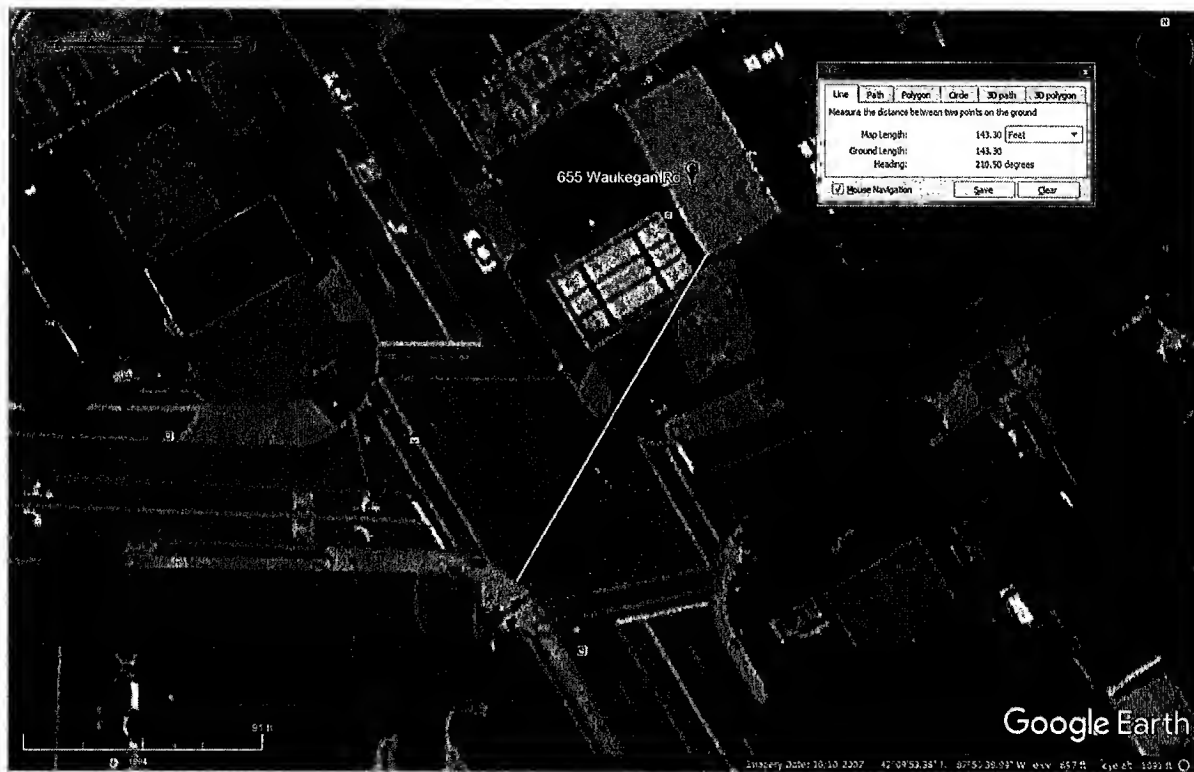 Line Path Polygon Circle 3D path 3D polygon
Measure the distance between two points on the ground
Map Length: 143.30 Feet
Ground Length: 143.30
Heading: 210.50 degrees
Mouse Navigation Save Clear
655 Waukegan Rd
Google Earth
91 ft
1994